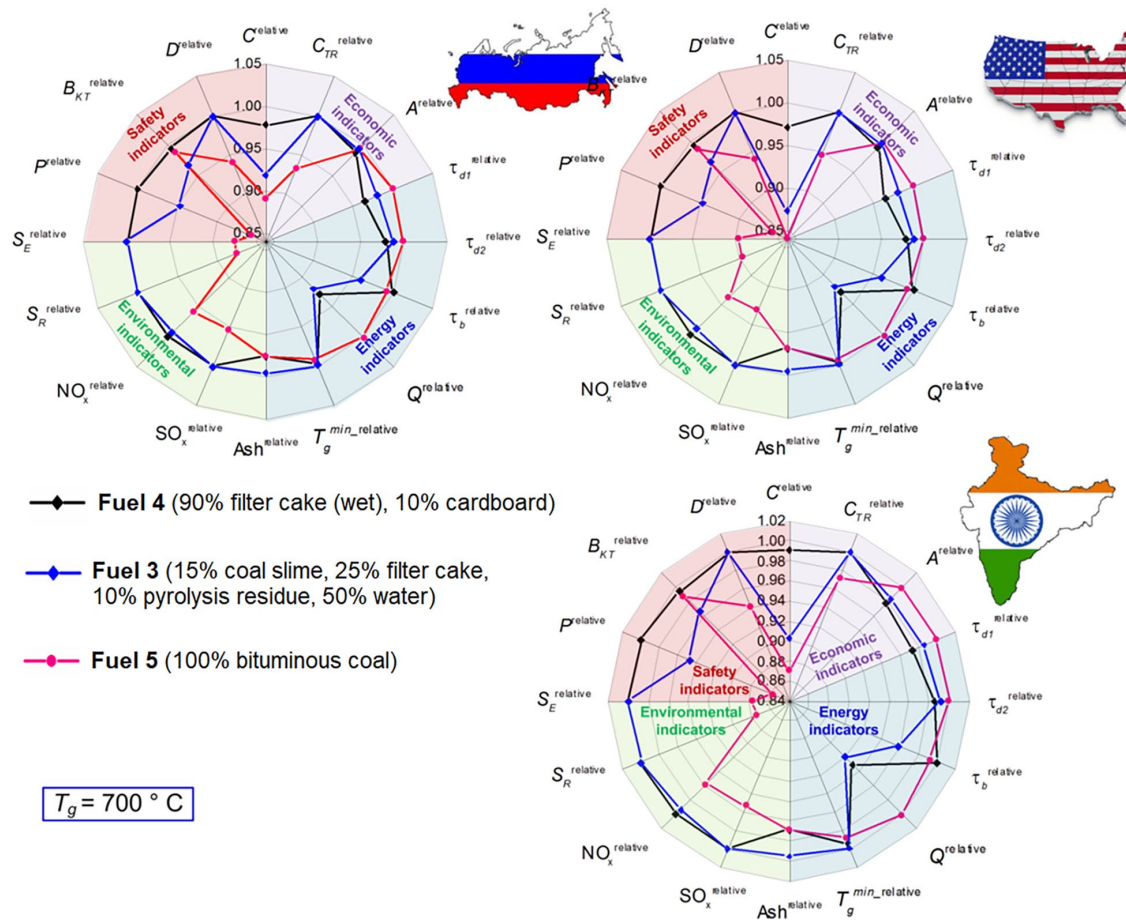 C^relative
C_TR^relative
A^relative
τ_d1^relative
τ_d2^relative
τ_b^relative
Q^relative
T_g^min_relative
Ash^relative
SO_x^relative
NO_x^relative
S_R^relative
S_E^relative
P^relative
B_KT^relative
D^relative
1.05
1.00
0.90
0.85
Safety indicators
Economic indicators
Environmental indicators
Energy indicators
C^relative
C_TR^relative
A^relative
τ_d1^relative
τ_d2^relative
τ_b^relative
Q^relative
T_g^min_relative
Ash^relative
SO_x^relative
NO_x^relative
S_R^relative
S_E^relative
P^relative
B_KT^relative
D^relative
1.05
1.00
0.90
0.85
Safety indicators
Economic indicators
Environmental indicators
Energy indicators
Fuel 4 (90% filter cake (wet), 10% cardboard)
Fuel 3 (15% coal slime, 25% filter cake,
10% pyrolysis residue, 50% water)
Fuel 5 (100% bituminous coal)
T_g = 700 ° C
C^relative
C_TR^relative
A^relative
τ_d1^relative
τ_d2^relative
τ_b^relative
Q^relative
T_g^min_relative
Ash^relative
SO_x^relative
NO_x^relative
S_R^relative
S_E^relative
P^relative
B_KT^relative
D^relative
1.02
1.00
0.98
0.96
0.94
0.92
0.90
0.88
0.86
0.84
Safety
indicators
Economic
indicators
Environmental
indicators
Energy
indicators